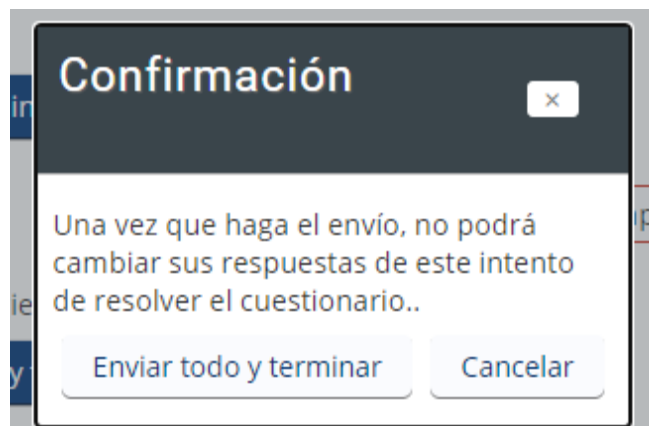 Confirmación
×
Una vez que haga el envío, no podrá
cambiar sus respuestas de este intento
de resolver el cuestionario..
Enviar todo y terminar Cancelar